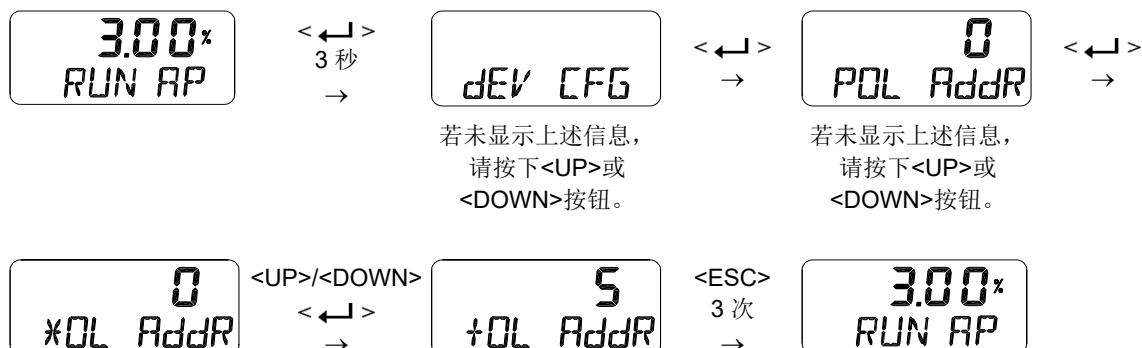 3.00%
RUN AP
< ↵ >
3 秒
→
dEV CFG
若未显示上述信息，
请按下<UP>或
<DOWN>按钮。
< ↵ >
→
0
POL AddR
若未显示上述信息，
请按下<UP>或
<DOWN>按钮。
< ↵ >
→
0
*OL AddR
<UP>/<DOWN>
< ↵ >
→
5
+OL AddR
<ESC>
3 次
→
3.00%
RUN AP